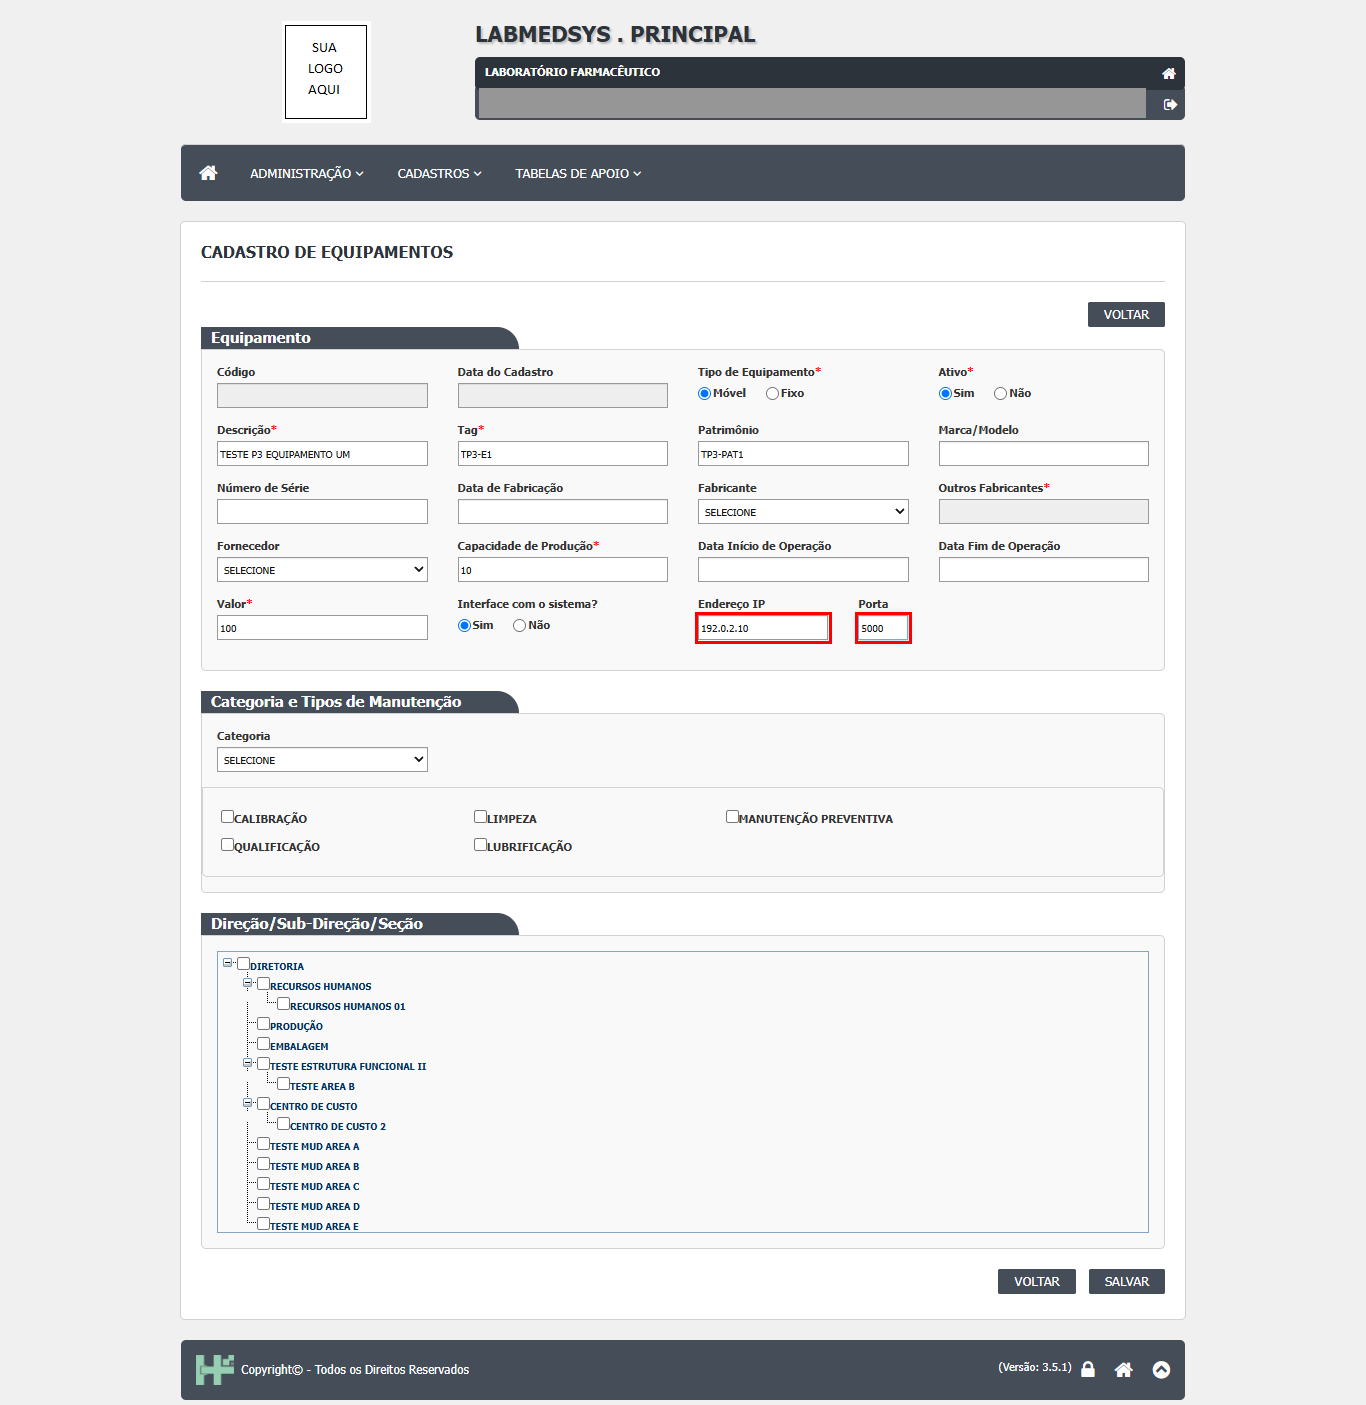 SUA
LOGO
AQUI
LABMEDSYS . PRINCIPAL
LABORATÓRIO FARMACÊUTICO
ADMINISTRAÇÃO CADASTROS TABELAS DE APOIO
CADASTRO DE EQUIPAMENTOS
VOLTAR
Equipamento
Código Data do Cadastro Tipo de Equipamento* Ativo*
Móvel Fixo Sim Não
Descrição* Tag* Patrimônio Marca/Modelo
TESTE P3 EQUIPAMENTO UM TP3-E1 TP3-PAT1
Número de Série Data de Fabricação Fabricante Outros Fabricantes*
SELECIONE
Fornecedor Capacidade de Produção* Data Início de Operação Data Fim de Operação
SELECIONE 10
Valor* Interface com o sistema? Endereço IP Porta
100 Sim Não 192.0.2.10 5000
Categoria e Tipos de Manutenção
Categoria
SELECIONE
CALIBRAÇÃO LIMPEZA MANUTENÇÃO PREVENTIVA
QUALIFICAÇÃO LUBRIFICAÇÃO
Direção/Sub-Direção/Seção
DIRETORIA
RECURSOS HUMANOS
RECURSOS HUMANOS 01
PRODUÇÃO
EMBALAGEM
TESTE ESTRUTURA FUNCIONAL II
TESTE AREA B
CENTRO DE CUSTO
CENTRO DE CUSTO 2
TESTE MUD AREA A
TESTE MUD AREA B
TESTE MUD AREA C
TESTE MUD AREA D
TESTE MUD AREA E
VOLTAR SALVAR
Copyright© - Todos os Direitos Reservados (Versão: 3.5.1)